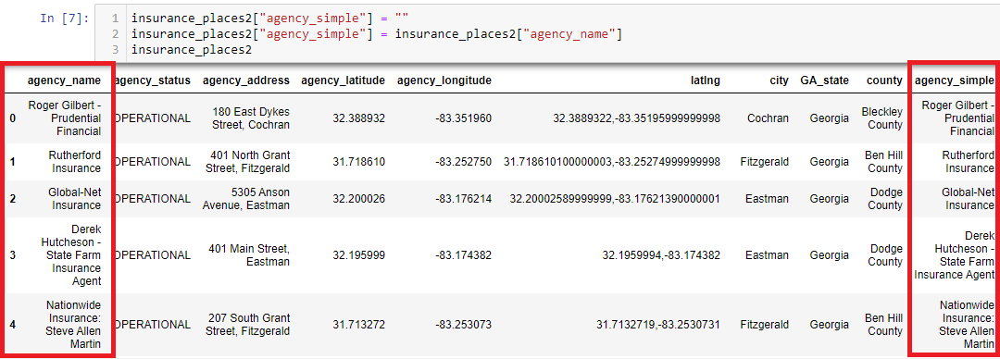 In [7]:
1 insurance_places2["agency_simple"] = ""
2 insurance_places2["agency_simple"] = insurance_places2["agency_name"]
3 insurance_places2
agency_name agency_status agency_address agency_latitude agency_longitude latlng city GA_state county agency_simple
Roger Gilbert -
Prudential
Financial
0 OPERATIONAL
180 East Dykes
Street, Cochran
32.388932 -83.351960 32.3889322,-83.35195999999998 Cochran Georgia
Bleckley
County
Roger Gilbert -
Prudential
Financial
Rutherford
Insurance
1 OPERATIONAL
401 North Grant
Street, Fitzgerald
31.718610 -83.252750 31.718610100000003,-83.25274999999998 Fitzgerald Georgia
Ben Hill
County
Rutherford
Insurance
Global-Net
Insurance
2 OPERATIONAL
5305 Anson
Avenue, Eastman
32.200026 -83.176214 32.20002589999999,-83.17621390000001 Eastman Georgia
Dodge
County
Global-Net
Insurance
Derek
Hutcheson -
State Farm
Insurance
Agent
3 OPERATIONAL
401 Main Street,
Eastman
32.195999 -83.174382 32.1959994,-83.174382 Eastman Georgia
Dodge
County
Derek
Hutcheson -
State Farm
Insurance Agent
Nationwide
Insurance:
Steve Allen
Martin
4 OPERATIONAL
207 South Grant
Street, Fitzgerald
31.713272 -83.253073 31.7132719,-83.2530731 Fitzgerald Georgia
Ben Hill
County
Nationwide
Insurance:
Steve Allen
Martin